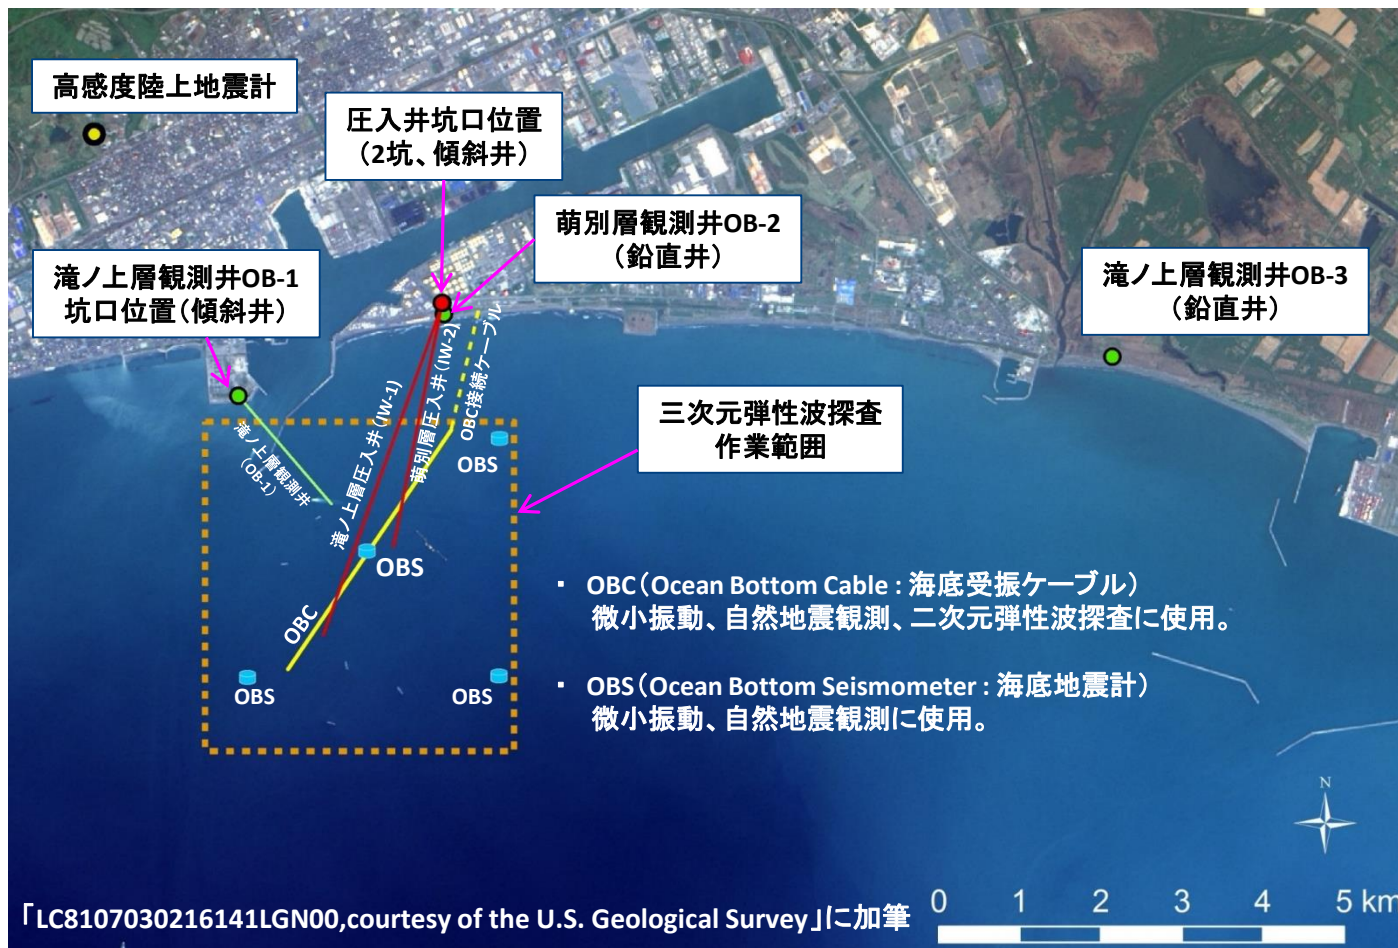 高感度陸上地震計
圧入井坑口位置
（2坑、傾斜井）
萌別層観測井OB-2
（鉛直井）
滝ノ上層観測井OB-1
坑口位置（傾斜井）
滝ノ上層観測井OB-3
（鉛直井）
三次元弾性波探査
作業範囲
滝ノ上層観測井
（OB-1）
滝ノ上層圧入井（IW-1）
萌別層圧入井（IW-2）
OBC接続ケーブル
OBS
OBS
OBC
OBS
OBS
・ OBC（Ocean Bottom Cable : 海底受振ケーブル）
微小振動、自然地震観測、二次元弾性波探査に使用。
・ OBS（Ocean Bottom Seismometer : 海底地震計）
微小振動、自然地震観測に使用。
N
0 1 2 3 4 5 km
「LC8107030216141LGN00,courtesy of the U.S. Geological Survey」に加筆